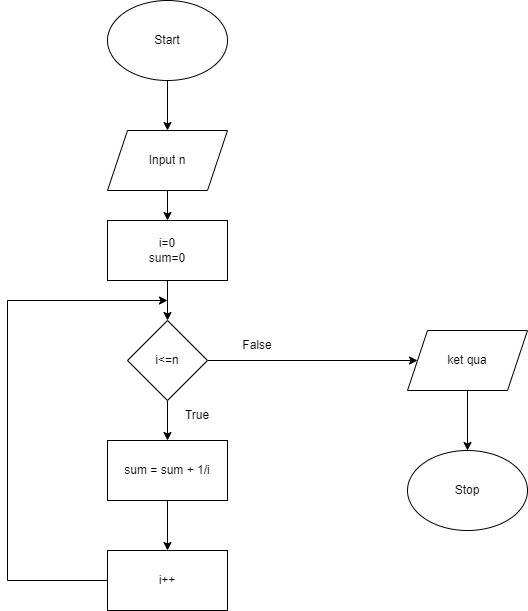 Start
Input n
i=0
sum=0
i<=n
False
ket qua
True
sum = sum + 1/i
Stop
i++